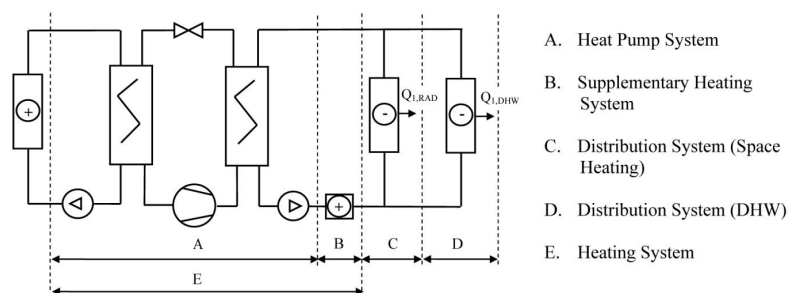 Q1,RAD
Q1,DHW
A
B
C
D
E
A. Heat Pump System
B. Supplementary Heating
System
C. Distribution System (Space
Heating)
D. Distribution System (DHW)
E. Heating System